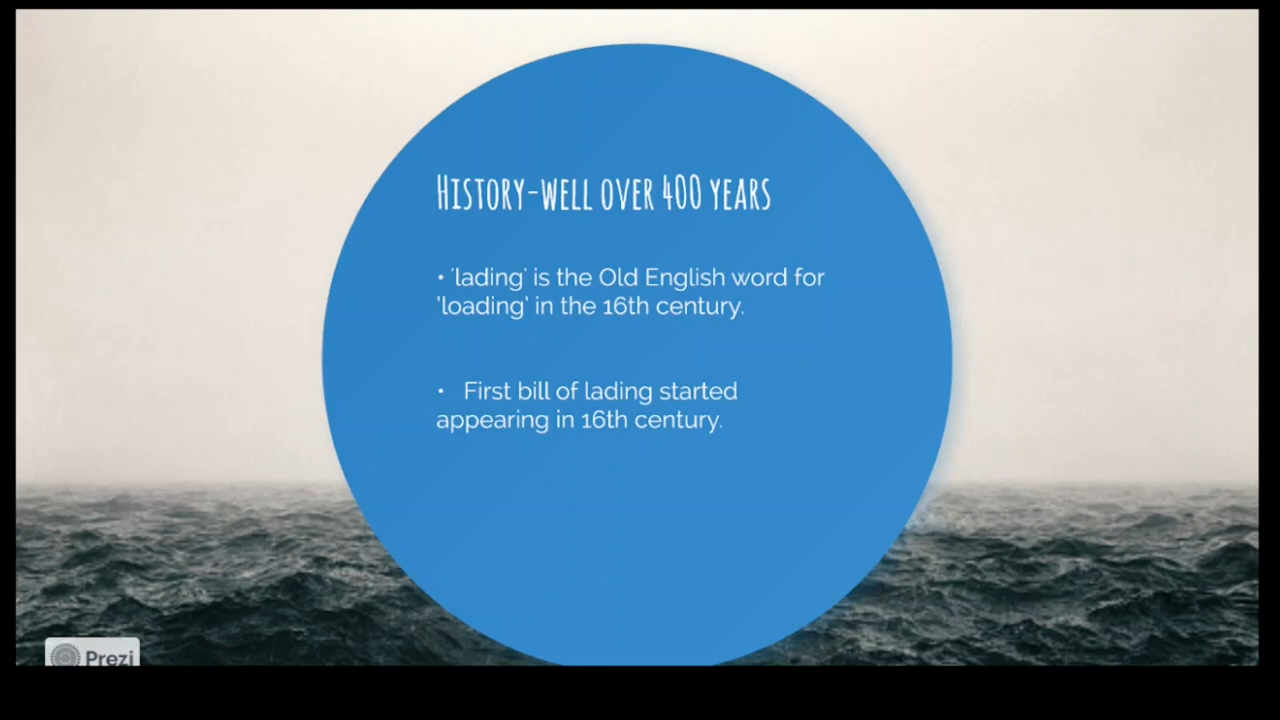 HISTORY-WELL OVER 400 YEARS
• 'lading' is the Old English word for
'loading' in the 16th century.
• First bill of lading started
appearing in 16th century.
Prezi